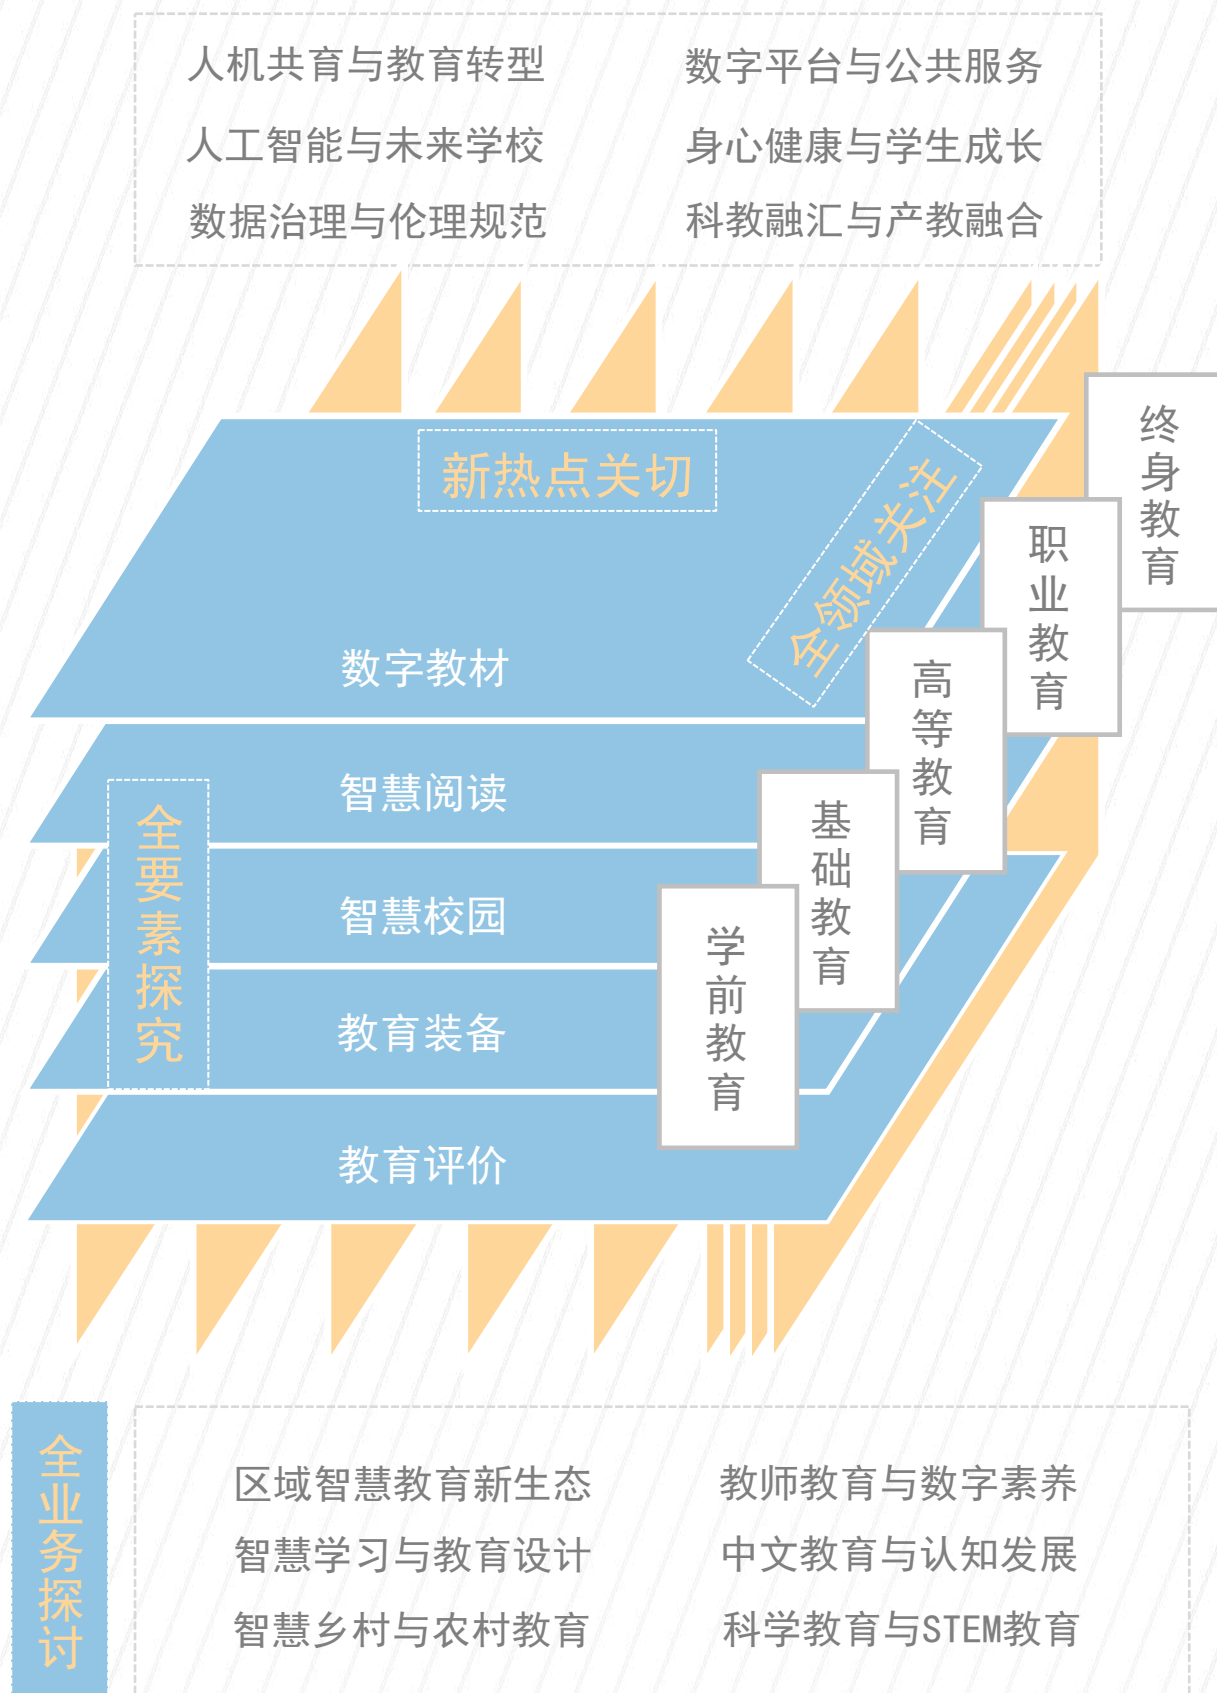 人机共育与教育转型
数字平台与公共服务
人工智能与未来学校
身心健康与学生成长
数据治理与伦理规范
科教融汇与产教融合
新热点关切
全领域关注
终身教育
职业教育
高等教育
基础教育
学前教育
数字教材
智慧阅读
智慧校园
教育装备
教育评价
全要素探究
全业务探讨
区域智慧教育新生态
教师教育与数字素养
智慧学习与教育设计
中文教育与认知发展
智慧乡村与农村教育
科学教育与STEM教育